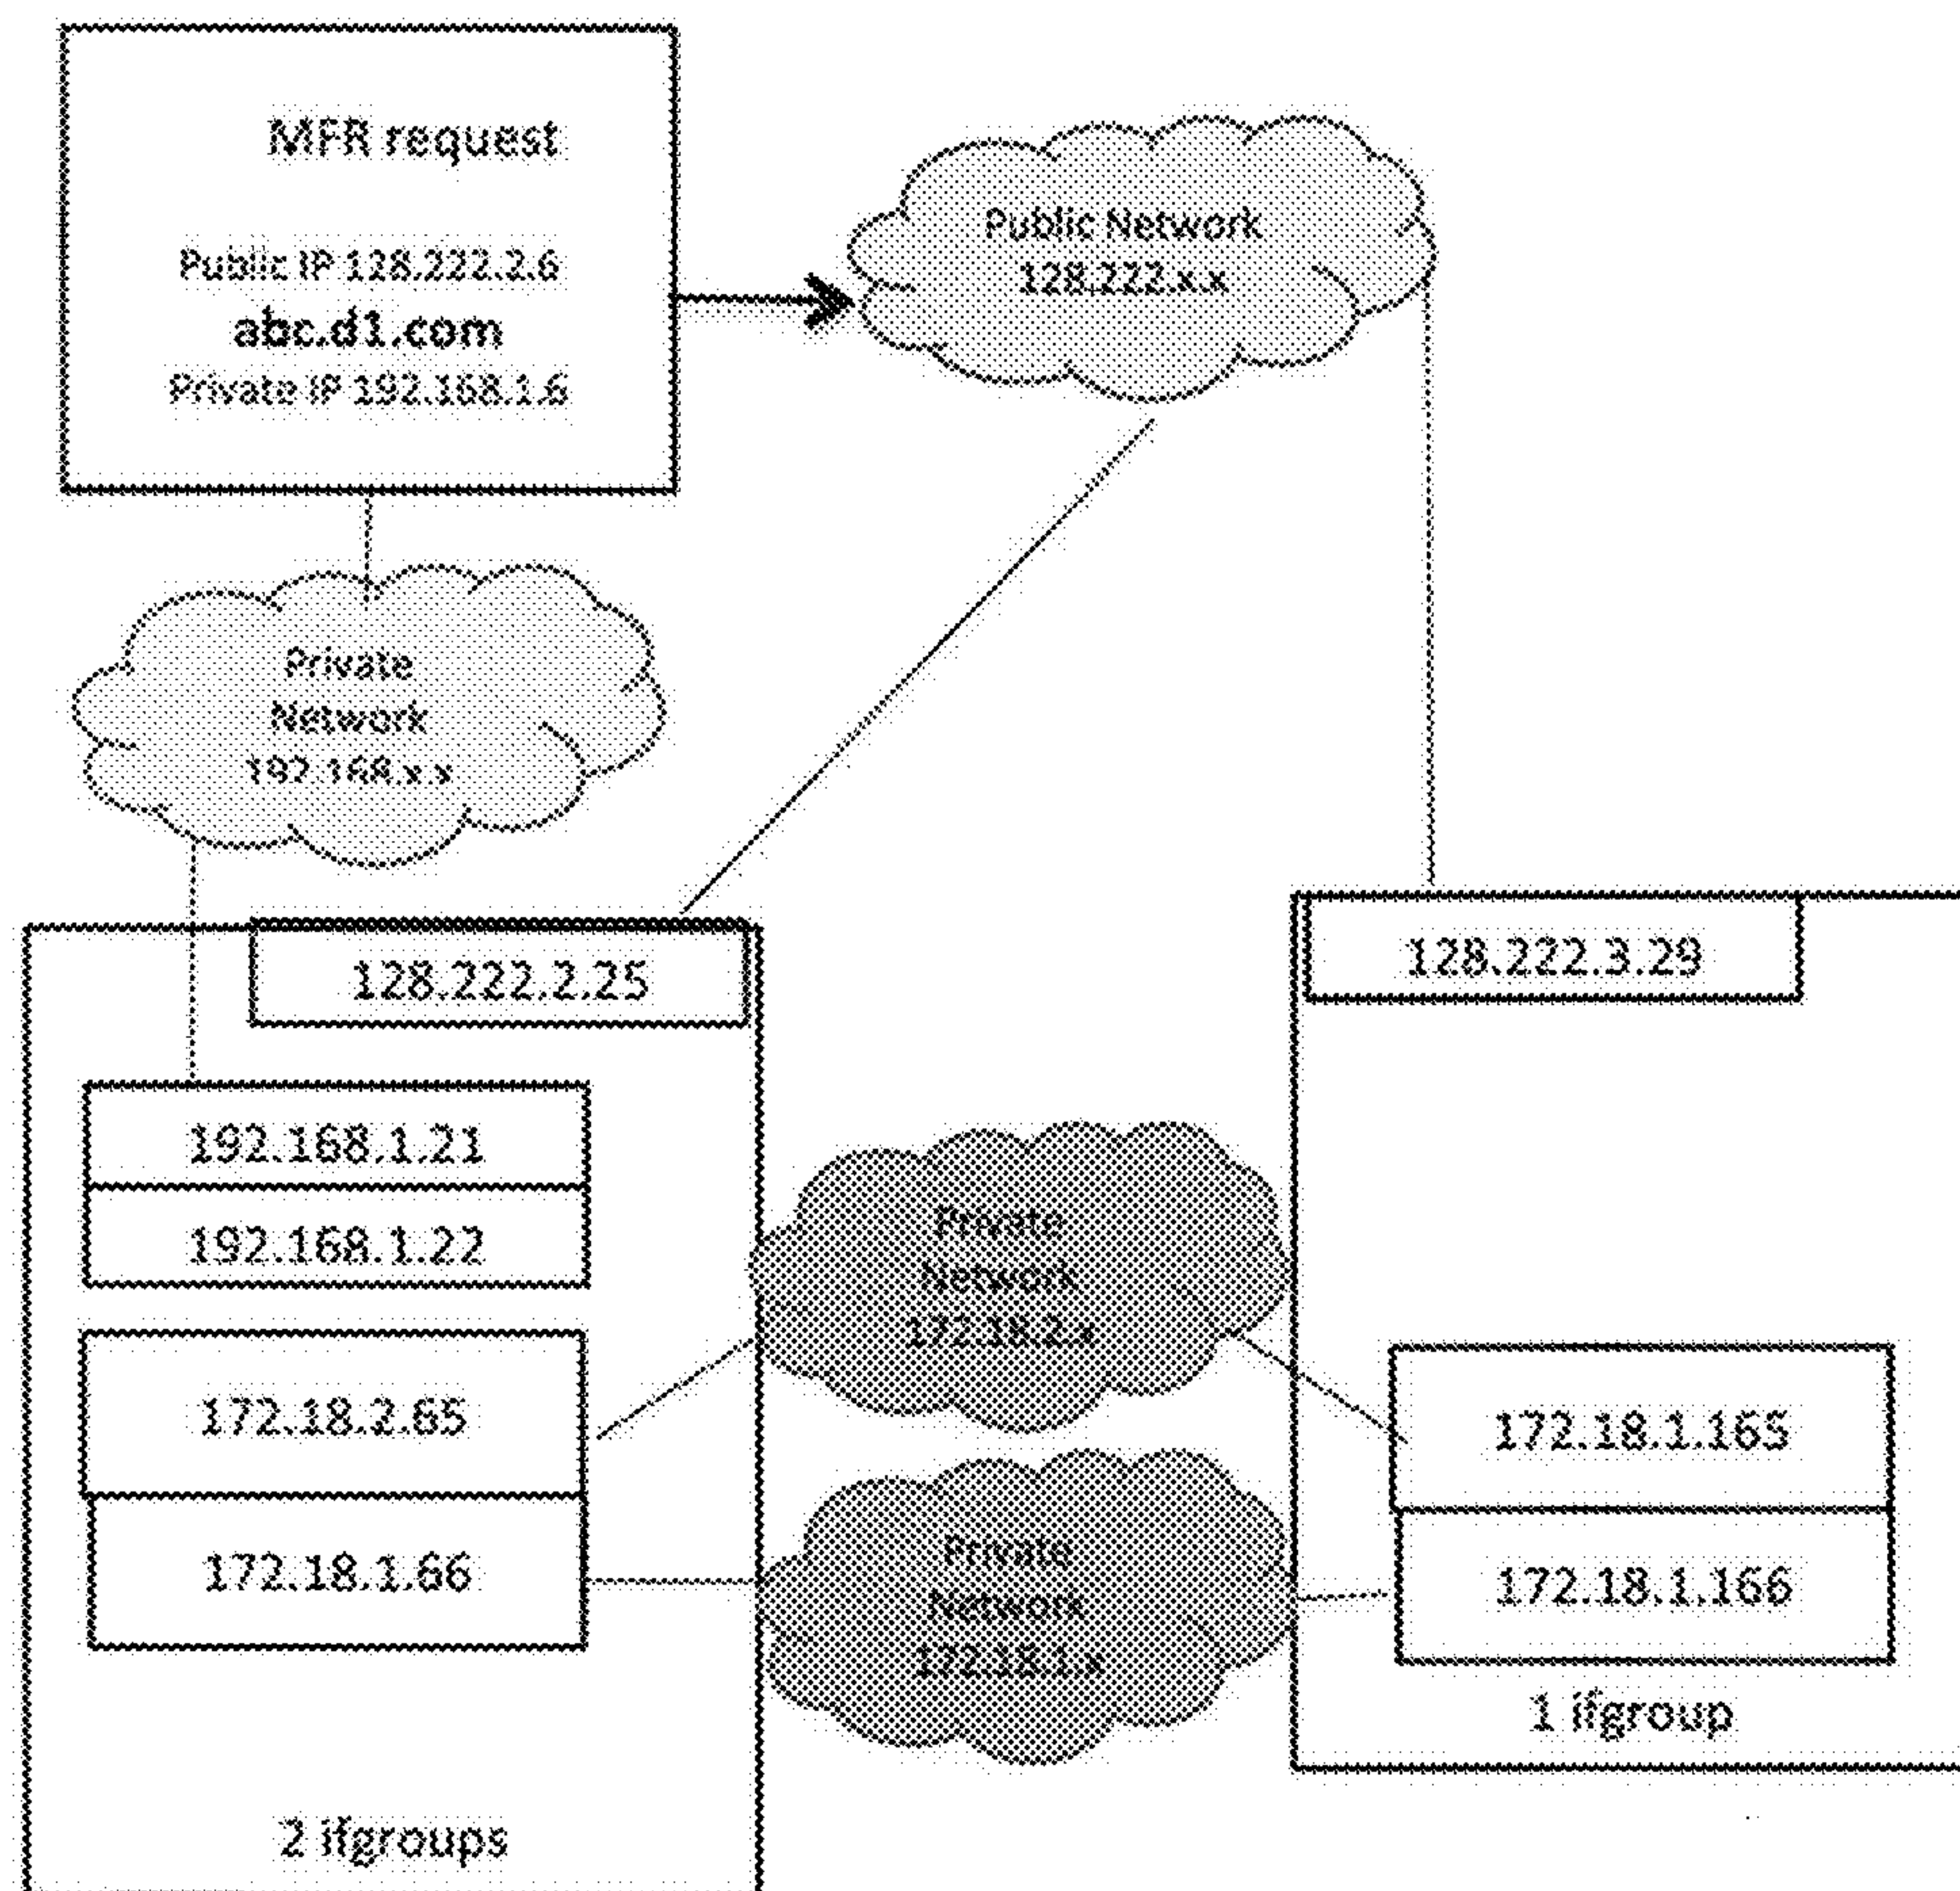 MFR request
Public IP 128.222.2.6
abc.d1.com
Private IP 192.168.1.6
Public Network
128.222.x.x
Private
Network
192.168.x.x
128.222.2.25
128.222.3.29
192.168.1.21
192.168.1.22
Private
Network
172.18.2.x
172.18.2.65
172.18.1.165
172.18.1.66
Private
Network
172.18.1.x
172.18.1.166
1 ifgroup
2 ifgroups